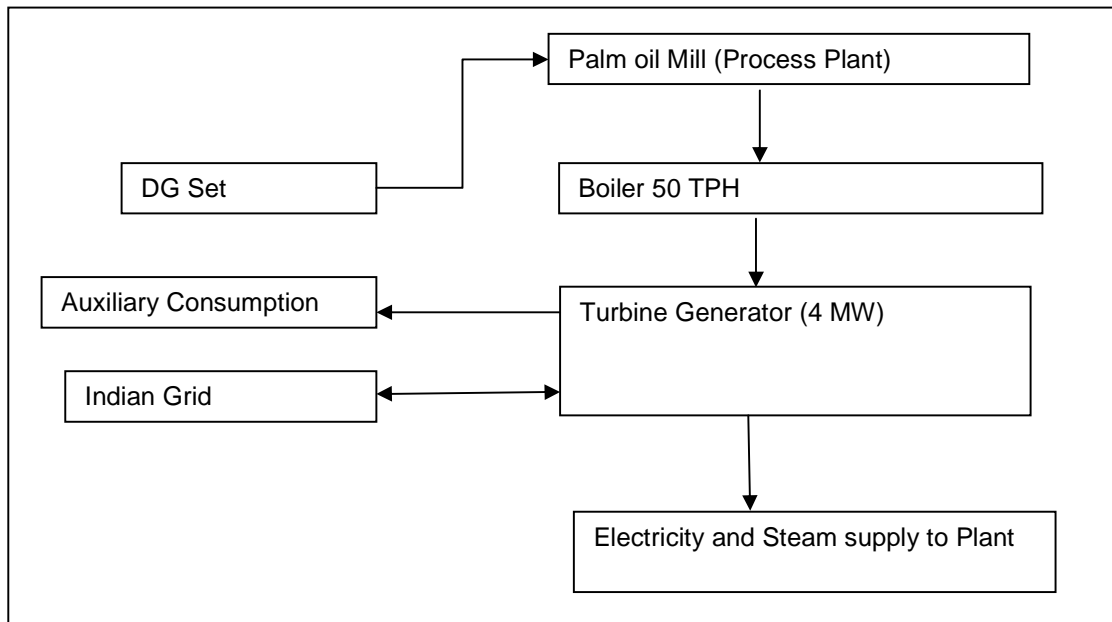 Palm oil Mill (Process Plant)
DG Set
Boiler 50 TPH
Auxiliary Consumption
Turbine Generator (4 MW)
Indian Grid
Electricity and Steam supply to Plant